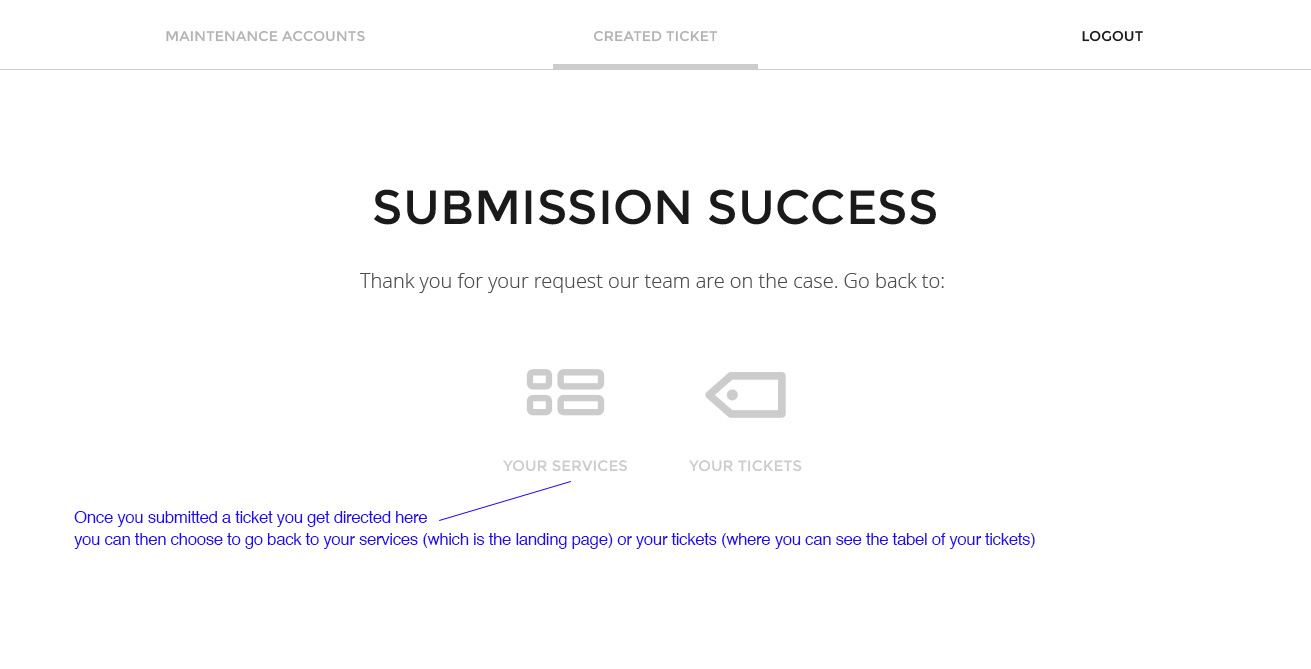 MAINTENANCE ACCOUNTS CREATED TICKET LOGOUT
SUBMISSION SUCCESS
Thank you for your request our team are on the case. Go back to:
YOUR SERVICES YOUR TICKETS
Once you submitted a ticket you get directed here
you can then choose to go back to your services (which is the landing page) or your tickets (where you can see the tabel of your tickets)